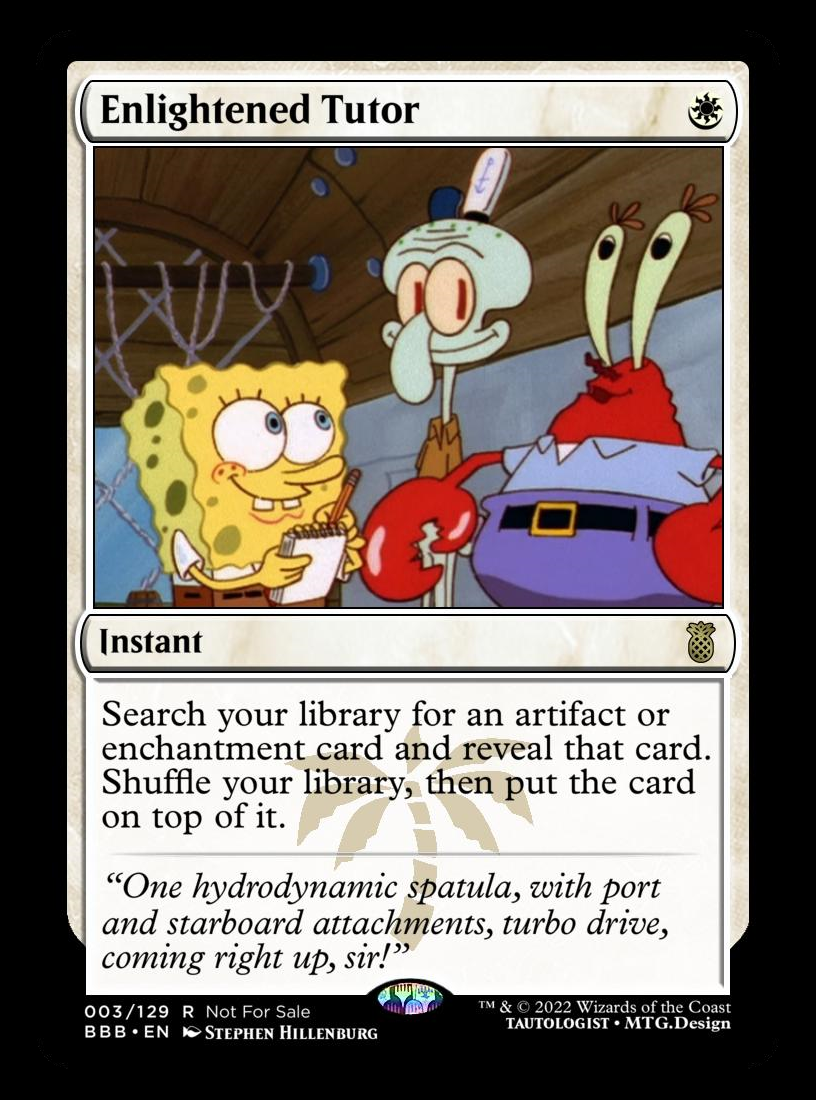 Enlightened Tutor
Instant
Search your library for an artifact or
enchantment card and reveal that card.
Shuffle your library, then put the card
on top of it.
“One hydrodynamic spatula, with port
and starboard attachments, turbo drive,
coming right up, sir!”
003/129 R Not For Sale
™ & © 2022 Wizards of the Coast
BBB • EN STEPHEN HILLENBURG
TAUTOLOGIST • MTG.Design